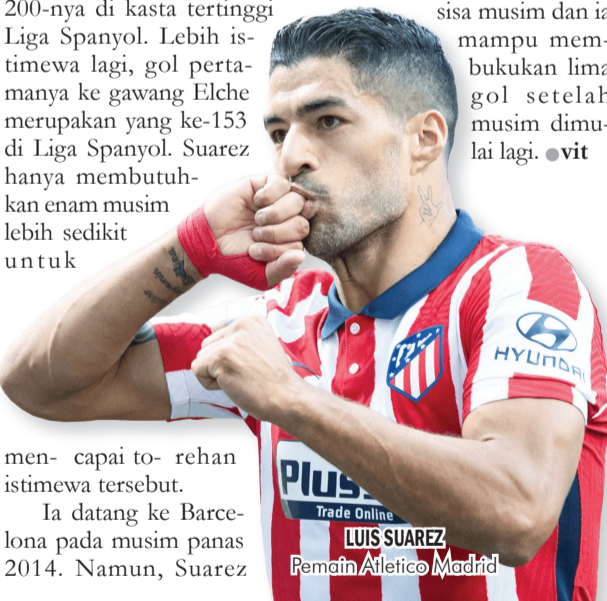 200-nya di kasta tertinggi
Liga Spanyol. Lebih is-
timewa lagi, gol perta-
manya ke gawang Elche
merupakan yang ke-153
di Liga Spanyol. Suarez
hanya membutuh-
kan enam musim
lebih sedikit
untuk
men- capai to- rehan
istimewa tersebut.
Ia datang ke Barce-
lona pada musim panas
2014. Namun, Suarez
sisa musim dan ia
mampu mem-
bukukan lima
gol setelah
musim dimu-
lai lagi. ●vit
HYUNDAI
Plus5
Trade Online
LUIS SUAREZ
Pemain Atletico Madrid